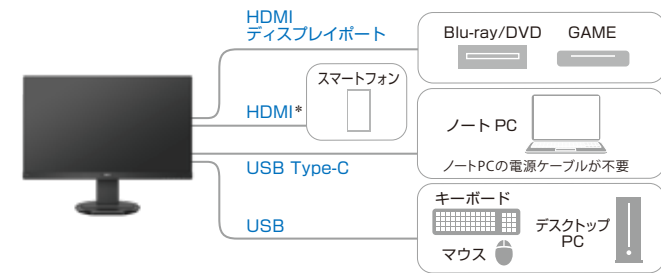 HDMI
ディスプレイポート
Blu-ray/DVD GAME
スマートフォン
HDMI*
ノート PC
USB Type-C
ノートPCの電源ケーブルが不要
キーボード
USB
デスクトップ
PC
マウス